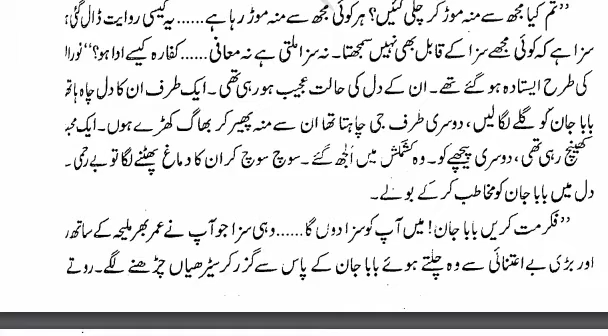 ’’تم کیا مجھ سے منہ موڑ کر چلی گئیں؟ ہر کوئی مجھ سے منہ موڑ رہا ہے...... یہ کیسی روایت ڈال گئی
سزا ہے کہ کوئی مجھے سزا کے قابل بھی نہیں سمجھتا۔ نہ سزا ملتی ہے نہ معافی...... کفارہ کیسے ادا ہو؟‘‘
کی طرح ایستادہ ہو گئے تھے۔ ان کے دل کی حالت عجیب ہو رہی تھی۔ ایک طرف ان کا دل چاہ
بابا جان کو گلے لگا لیں، دوسری طرف جی چاہتا تھا ان سے منہ پھیر کر بھاگ کھڑے ہوں۔ ایک
کھینچ رہی تھی، دوسری پیچھے کو۔ وہ کشمکش میں اُلجھ گئے۔ سوچ سوچ کر ان کا دماغ پھٹنے لگا تو بے رحمی۔
دل میں بابا جان کو مخاطب کر کے بولے۔
’’فکر مت کریں بابا جان! میں آپ کو سزا دوں گا...... وہی سزا جو آپ نے عمر بھر ملیحہ کے ساتھ
اور بڑی بے اعتنائی سے وہ چلتے ہوئے بابا جان کے پاس سے گزر کر سیڑھیاں چڑھنے لگے۔ روتے